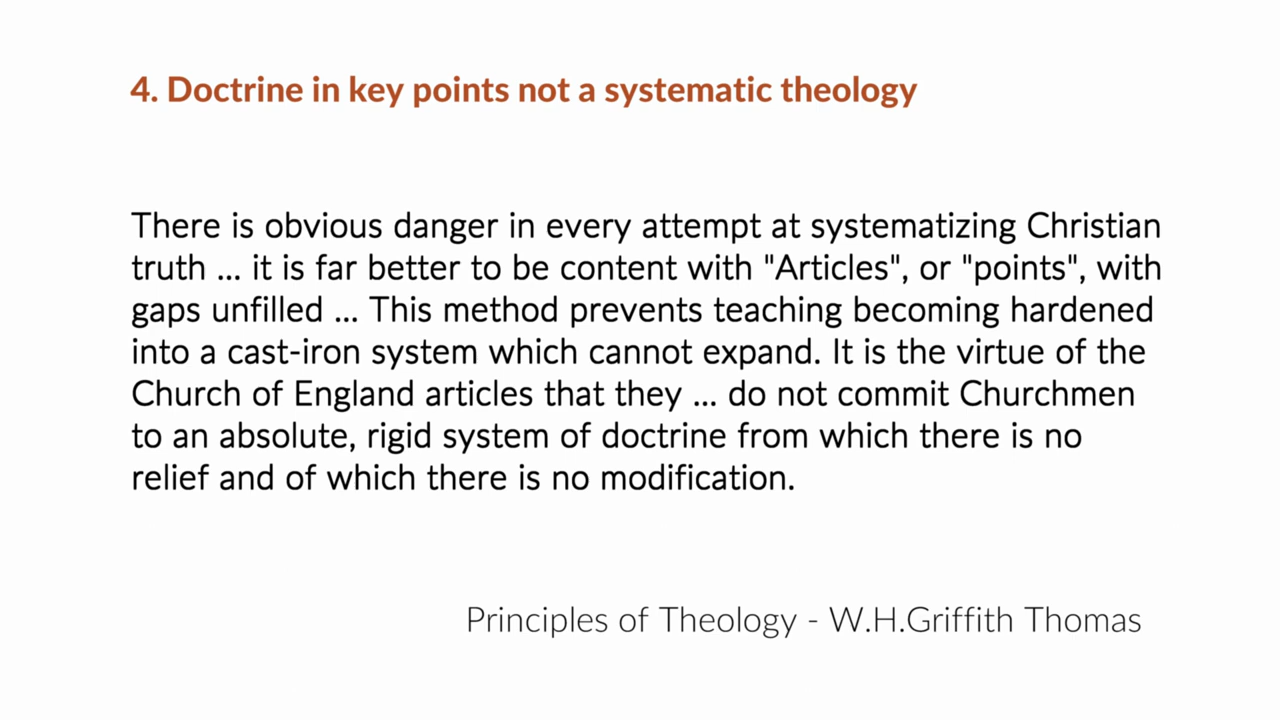 4. Doctrine in key points not a systematic theology
There is obvious danger in every attempt at systematizing Christian
truth ... it is far better to be content with "Articles", or "points", with
gaps unfilled ... This method prevents teaching becoming hardened
into a cast-iron system which cannot expand. It is the virtue of the
Church of England articles that they ... do not commit Churchmen
to an absolute, rigid system of doctrine from which there is no
relief and of which there is no modification.
Principles of Theology - W.H.Griffith Thomas